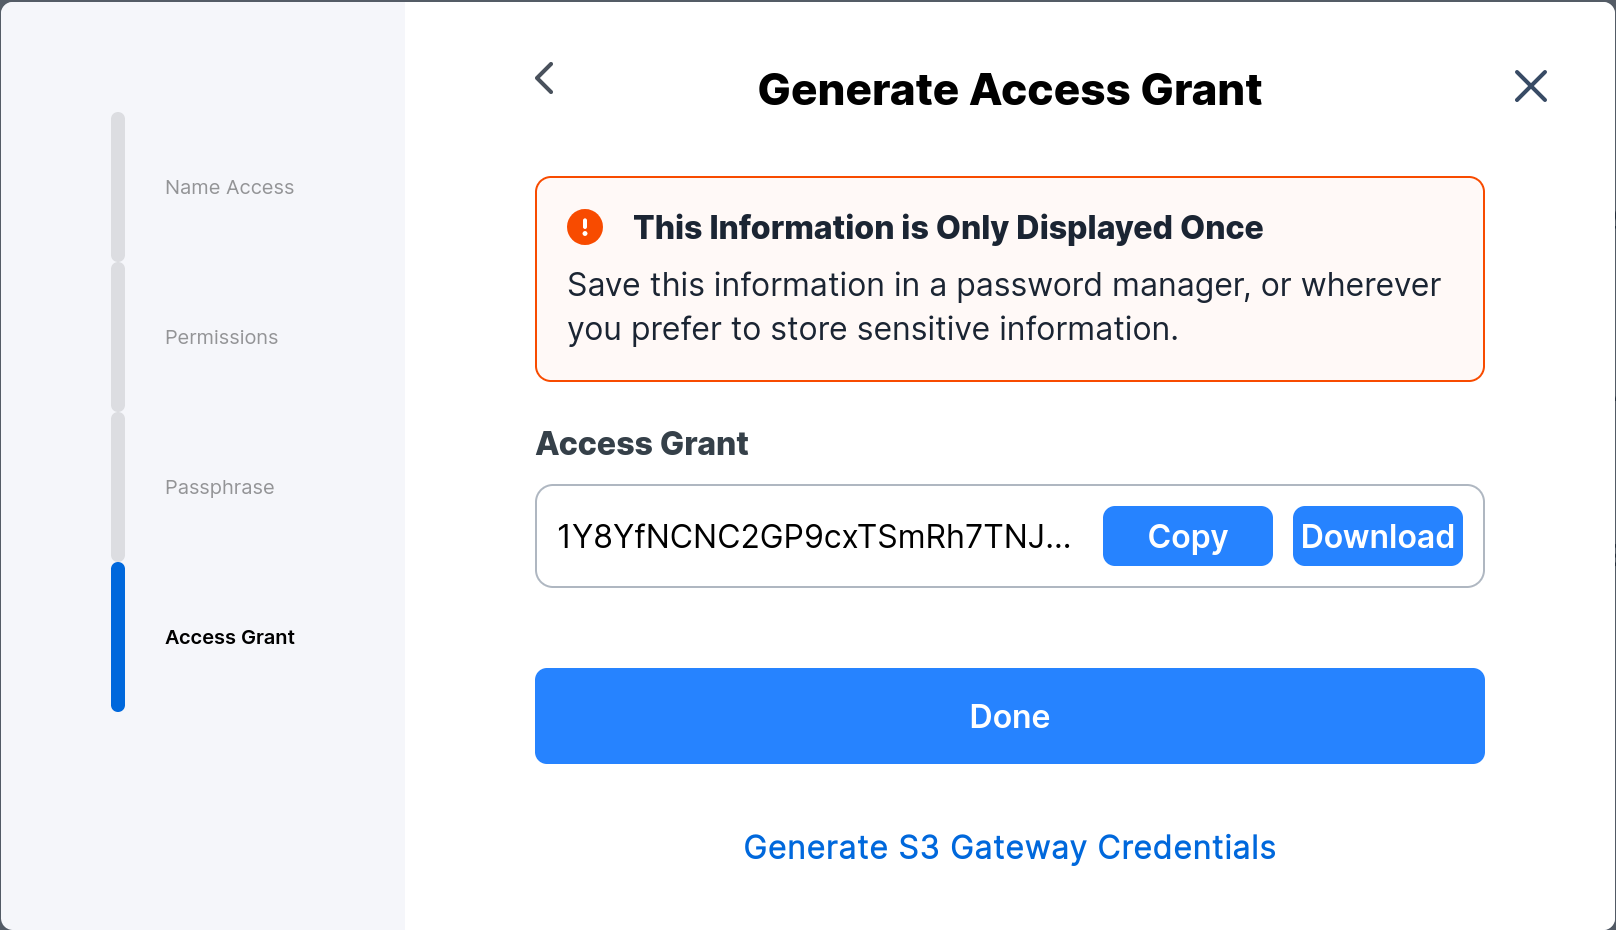 Name Access
Permissions
Passphrase
Access Grant
Generate Access Grant
This Information is Only Displayed Once
Save this information in a password manager, or wherever
you prefer to store sensitive information.
Access Grant
1Y8YfNCNC2GP9cxTSmRh7TNJ... Copy Download
Done
Generate S3 Gateway Credentials